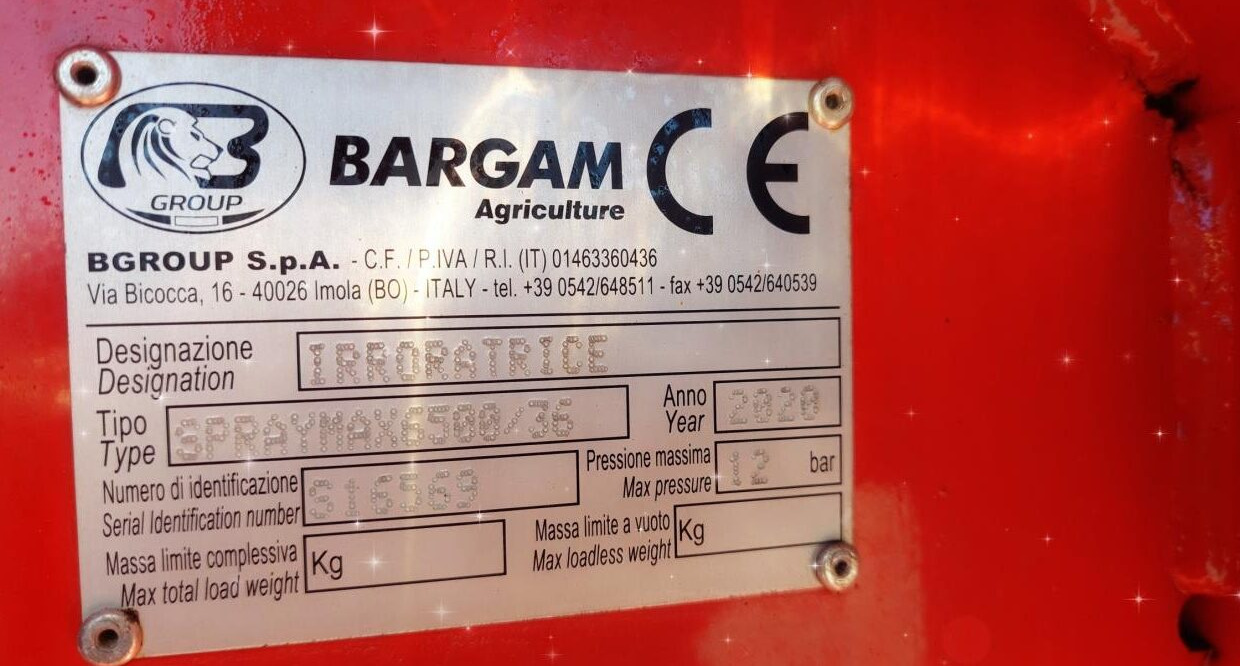 B GROUP
BARGAM
Agriculture
CE
BGROUP S.p.A. - C.F. / P.IVA / R.I. (IT) 01463360436
Via Bicocca, 16 - 40026 Imola (BO) - ITALY - tel. +39 0542/648511 - fax +39 0542/640539
Designazione
Designation
IRRORATRICE
Tipo
Type
SPRAYMAX6500/36
Anno
Year
2020
Numero di identificazione
Serial Identification number
Pressione massima
Max pressure
12 bar
Massa limite complessiva
Max total load weight
Kg
Massa limite a vuoto
Max loadless weight
Kg